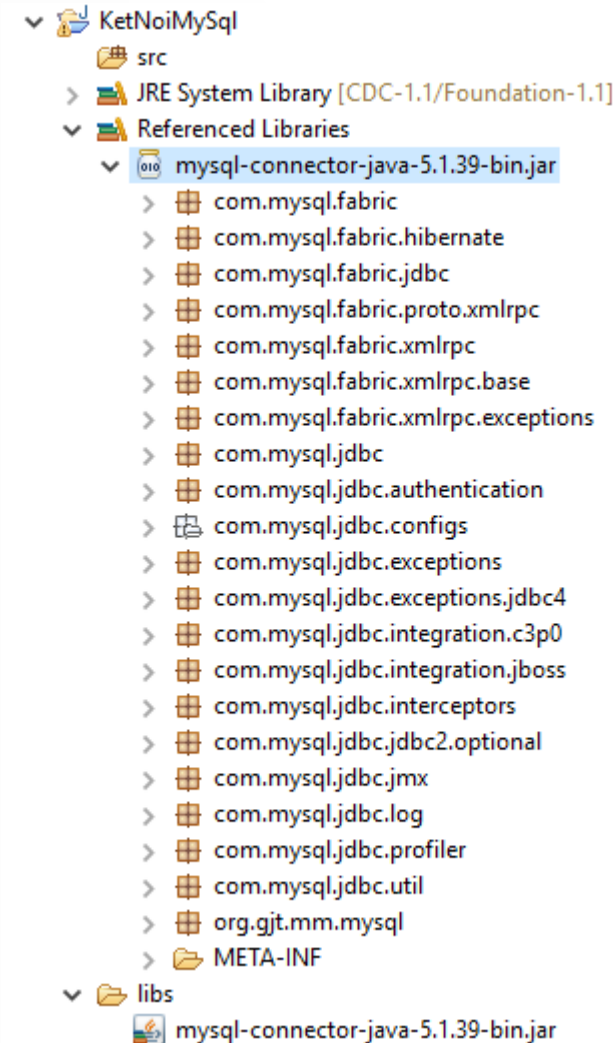 KetNoiMySql
src
JRE System Library [CDC-1.1/Foundation-1.1]
Referenced Libraries
mysql-connector-java-5.1.39-bin.jar
com.mysql.fabric
com.mysql.fabric.hibernate
com.mysql.fabric.jdbc
com.mysql.fabric.proto.xmlrpc
com.mysql.fabric.xmlrpc
com.mysql.fabric.xmlrpc.base
com.mysql.fabric.xmlrpc.exceptions
com.mysql.jdbc
com.mysql.jdbc.authentication
com.mysql.jdbc.configs
com.mysql.jdbc.exceptions
com.mysql.jdbc.exceptions.jdbc4
com.mysql.jdbc.integration.c3p0
com.mysql.jdbc.integration.jboss
com.mysql.jdbc.interceptors
com.mysql.jdbc.jdbc2.optional
com.mysql.jdbc.jmx
com.mysql.jdbc.log
com.mysql.jdbc.profiler
com.mysql.jdbc.util
org.gjt.mm.mysql
META-INF
libs
mysql-connector-java-5.1.39-bin.jar